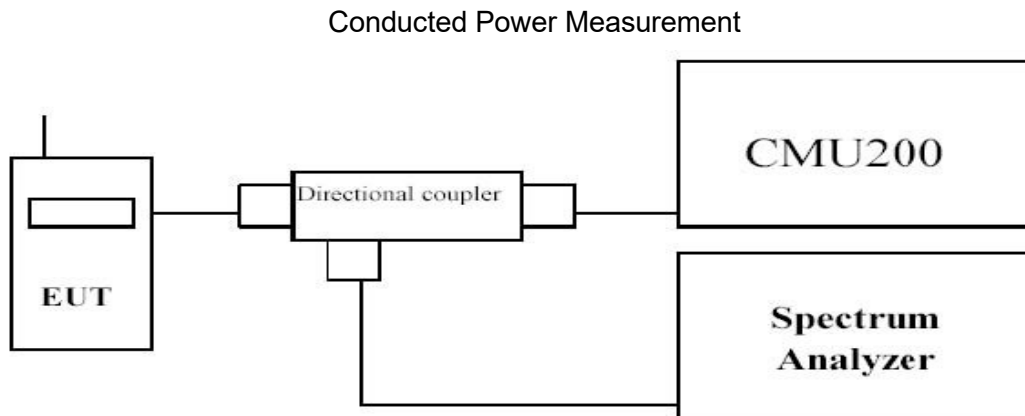 Conducted Power Measurement
CMU200
Directional coupler
EUT
Spectrum
Analyzer